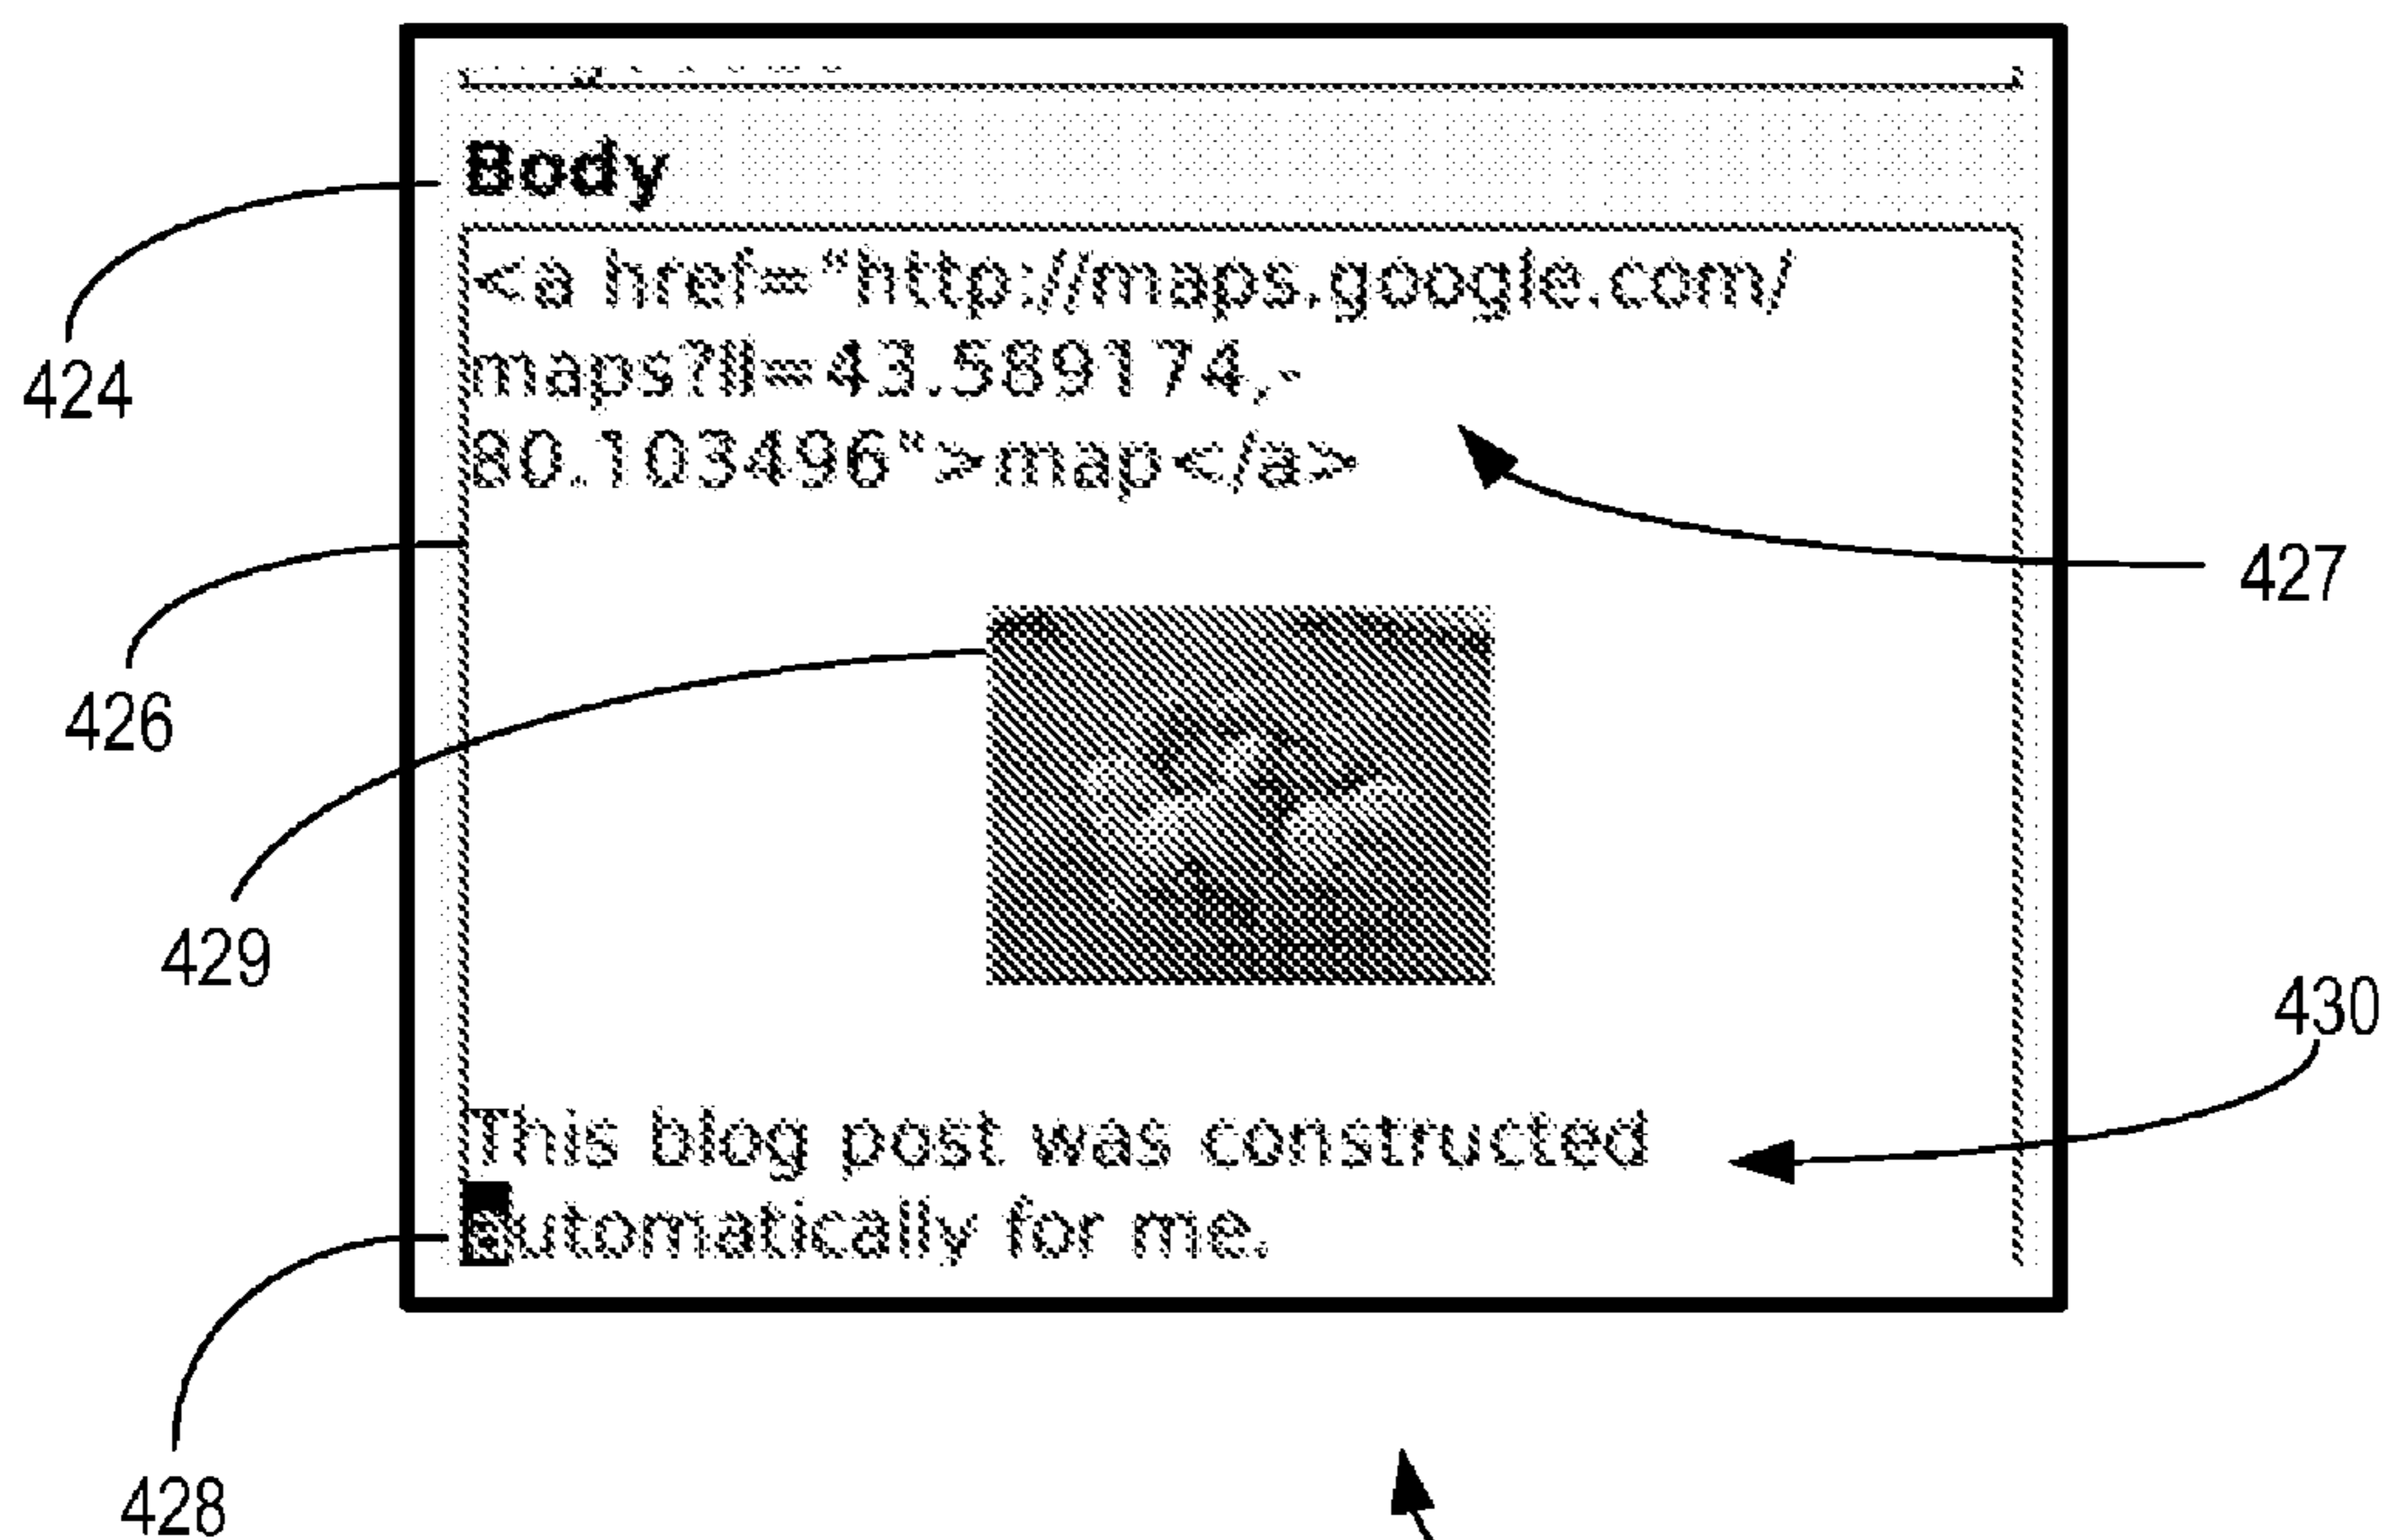 Body
<a href="http://maps.google.com/
maps?ll=43.589174,-
80.103496">map</a>
This blog post was constructed
automatically for me.
424
426
427
429
430
428